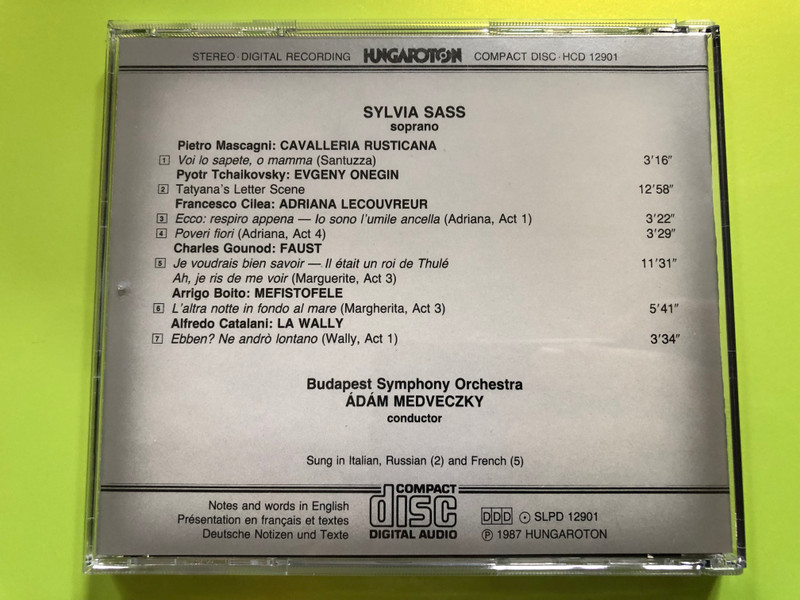 STEREO · DIGITAL RECORDING HUNGAROTON COMPACT DISC · HCD 12901
SYLVIA SASS
soprano
Pietro Mascagni: CAVALLERIA RUSTICANA
1 Voi lo sapete, o mamma (Santuzza) 3’16”
Pyotr Tchaikovsky: EVGENY ONEGIN
2 Tatyana’s Letter Scene 12’58”
Francesco Cilea: ADRIANA LECOUVREUR
3 Ecco: respiro appena — Io sono l’umile ancella (Adriana, Act 1) 3’22”
4 Poveri fiori (Adriana, Act 4) 3’29”
Charles Gounod: FAUST
5 Je voudrais bien savoir — Il était un roi de Thulé 11’31”
Ah, je ris de me voir (Marguerite, Act 3)
Arrigo Boito: MEFISTOFELE
6 L’altra notte in fondo al mare (Margherita, Act 3) 5’41”
Alfredo Catalani: LA WALLY
7 Ebben? Ne andrò lontano (Wally, Act 1) 3’34”
Budapest Symphony Orchestra
ÁDÁM MEDVECZKY
conductor
Sung in Italian, Russian (2) and French (5)
Notes and words in English
Présentation en français et textes
Deutsche Notizen und Texte
COMPACT
disc
DIGITAL AUDIO
DDD SLPD 12901
Ⓟ 1987 HUNGAROTON